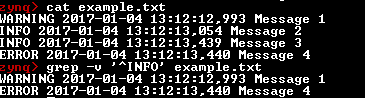 zynq> cat example.txt
WARNING 2017-01-04 13:12:12,993 Message 1
INFO 2017-01-04 13:12:13,054 Message 2
INFO 2017-01-04 13:12:13,439 Message 3
ERROR 2017-01-04 13:12:13,440 Message 4
zynq> grep -v '^INFO' example.txt
WARNING 2017-01-04 13:12:12,993 Message 1
ERROR 2017-01-04 13:12:13,440 Message 4